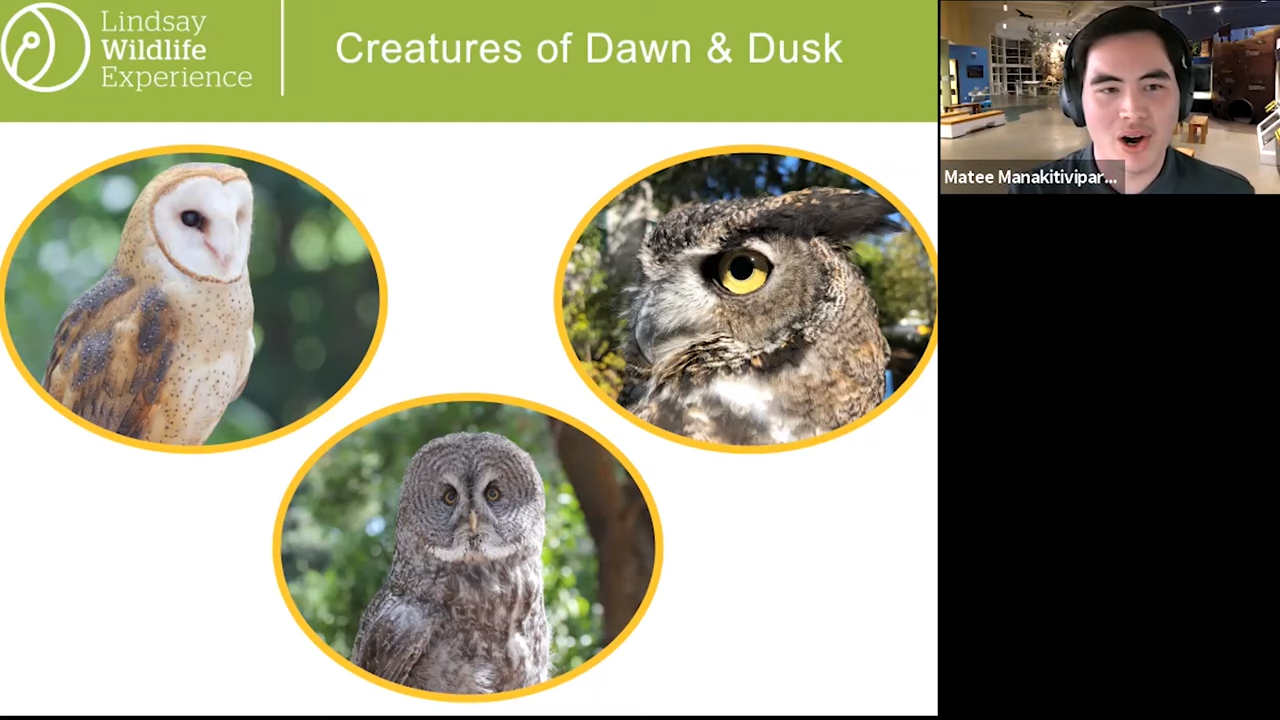 Lindsay
Wildlife
Experience
Creatures of Dawn & Dusk
Matee Manakitivipar...